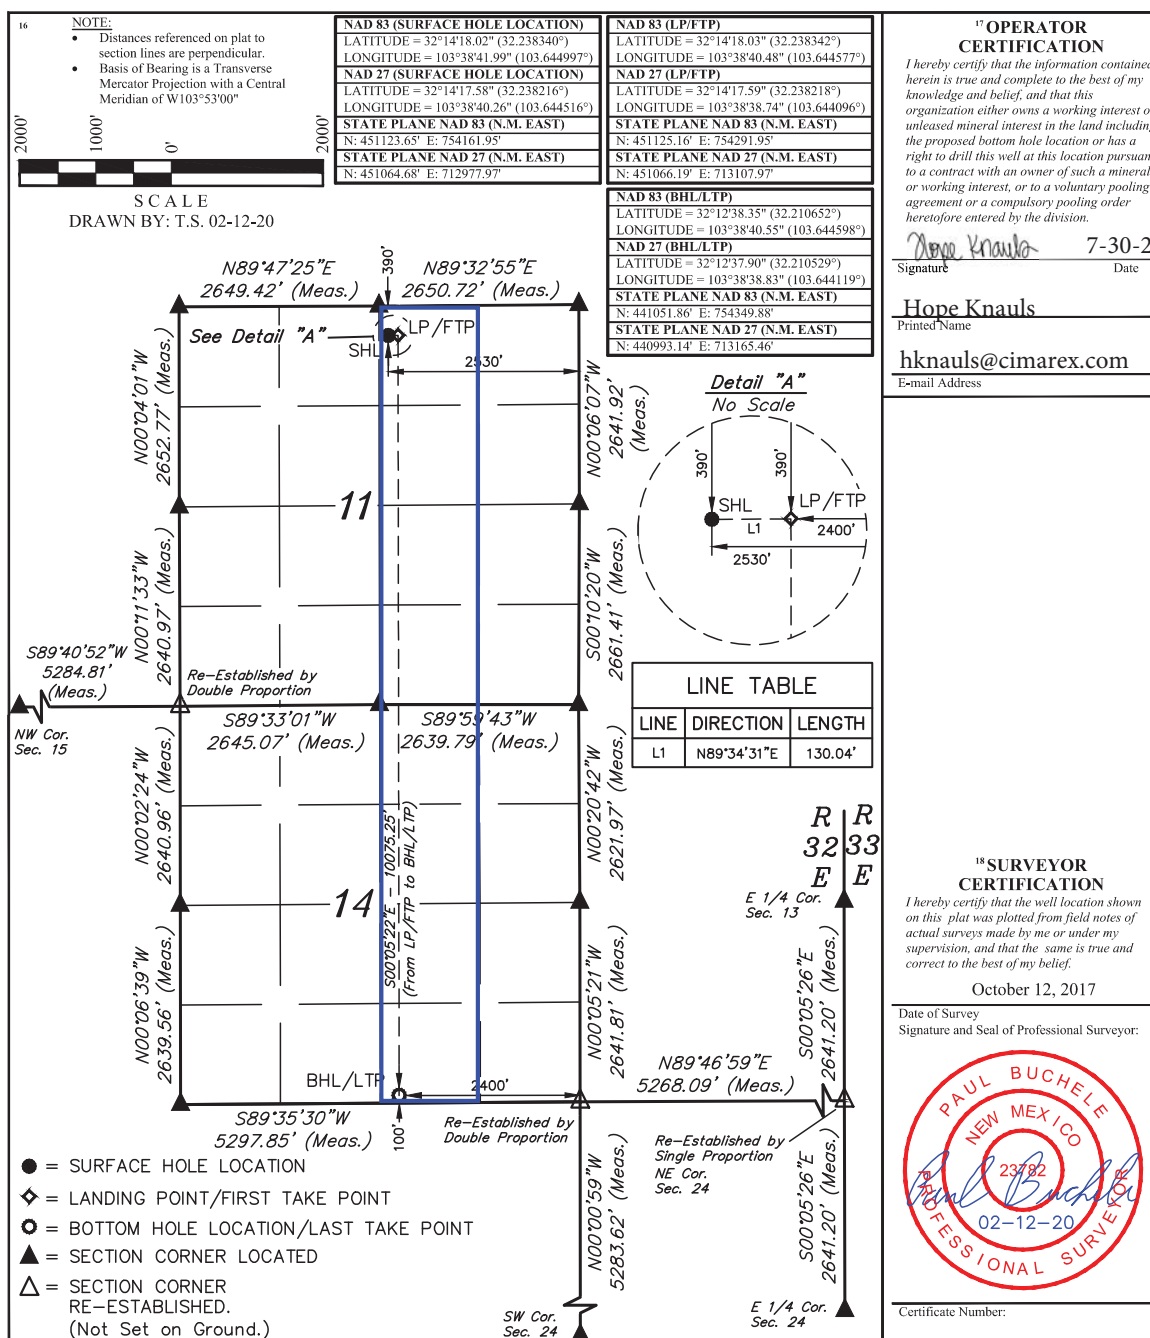 16
NOTE:
• Distances referenced on plat to
section lines are perpendicular.
• Basis of Bearing is a Transverse
Mercator Projection with a Central
Meridian of W103°53'00"
2000'
1000'
0'
2000'
SCALE
DRAWN BY: T.S. 02-12-20
NAD 83 (SURFACE HOLE LOCATION)
LATITUDE = 32°14'18.02" (32.238340°)
LONGITUDE = 103°38'41.99" (103.644997°)
NAD 27 (SURFACE HOLE LOCATION)
LATITUDE = 32°14'17.58" (32.238216°)
LONGITUDE = 103°38'40.26" (103.644516°)
STATE PLANE NAD 83 (N.M. EAST)
N: 451123.65' E: 754161.95'
STATE PLANE NAD 27 (N.M. EAST)
N: 451064.68' E: 712977.97'
NAD 83 (LP/FTP)
LATITUDE = 32°14'18.03" (32.238342°)
LONGITUDE = 103°38'40.48" (103.644577°)
NAD 27 (LP/FTP)
LATITUDE = 32°14'17.59" (32.238218°)
LONGITUDE = 103°38'38.74" (103.644096°)
STATE PLANE NAD 83 (N.M. EAST)
N: 451125.16' E: 754291.95'
STATE PLANE NAD 27 (N.M. EAST)
N: 451066.19' E: 713107.97'
NAD 83 (BHL/LTP)
LATITUDE = 32°12'38.35" (32.210652°)
LONGITUDE = 103°38'40.55" (103.644598°)
NAD 27 (BHL/LTP)
LATITUDE = 32°12'37.90" (32.210529°)
LONGITUDE = 103°38'38.83" (103.644119°)
STATE PLANE NAD 83 (N.M. EAST)
N: 441051.86' E: 754349.88'
STATE PLANE NAD 27 (N.M. EAST)
N: 440993.14' E: 713165.46'
17 OPERATOR
CERTIFICATION
I hereby certify that the information contained
herein is true and complete to the best of my
knowledge and belief, and that this
organization either owns a working interest o
unleased mineral interest in the land including
the proposed bottom hole location or has a
right to drill this well at this location pursuan
to a contract with an owner of such a mineral
or working interest, or to a voluntary pooling
agreement or a compulsory pooling order
heretofore entered by the division.
Hope Knauls 7-30-2
Signature Date
Hope Knauls
Printed Name
hknauls@cimarex.com
E-mail Address
N89°47'25"E
2649.42' (Meas.)
390'
N89°32'55"E
2650.72' (Meas.)
See Detail "A"
LP/FTP
SHL
2530'
N00°04'01"W
2652.77' (Meas.)
N00°06'07"W
2641.92'
(Meas.)
11
N00°11'33"W
2640.97' (Meas.)
S00°10'20"W
2661.41' (Meas.)
Detail "A"
No Scale
390'
390'
SHL
LP/FTP
L1
2400'
2530'
LINE TABLE
LINE DIRECTION LENGTH
L1 N89°34'31"E 130.04'
S89°40'52"W
5284.81'
(Meas.)
NW Cor.
Sec. 15
Re-Established by
Double Proportion
S89°33'01"W
2645.07' (Meas.)
S89°59'43"W
2639.79' (Meas.)
N00°02'24"W
2640.96' (Meas.)
N00°20'42"W
2621.97' (Meas.)
S00°05'22"E - 10075.25'
(From LP/FTP to BHL/LTP)
14
N00°06'39"W
2639.56' (Meas.)
N00°05'21"W
2641.81' (Meas.)
BHL/LTP
2400'
100'
S89°35'30"W
5297.85' (Meas.)
Re-Established by
Double Proportion
N89°46'59"E
5268.09' (Meas.)
R R
32 33
E E
E 1/4 Cor.
Sec. 13
S00°05'26"E
2641.20' (Meas.)
Re-Established by
Single Proportion
NE Cor.
Sec. 24
N00°00'59"W
5283.62' (Meas.)
S00°05'26"E
2641.20' (Meas.)
SW Cor.
Sec. 24
E 1/4 Cor.
Sec. 24
= SURFACE HOLE LOCATION
= LANDING POINT/FIRST TAKE POINT
= BOTTOM HOLE LOCATION/LAST TAKE POINT
= SECTION CORNER LOCATED
= SECTION CORNER
RE-ESTABLISHED.
(Not Set on Ground.)
18 SURVEYOR
CERTIFICATION
I hereby certify that the well location shown
on this plat was plotted from field notes of
actual surveys made by me or under my
supervision, and that the same is true and
correct to the best of my belief.
October 12, 2017
Date of Survey
Signature and Seal of Professional Surveyor:
PAUL BUCHELE
NEW MEXICO
23782
Paul Buchele
02-12-20
PROFESSIONAL SURVEYOR
Certificate Number: